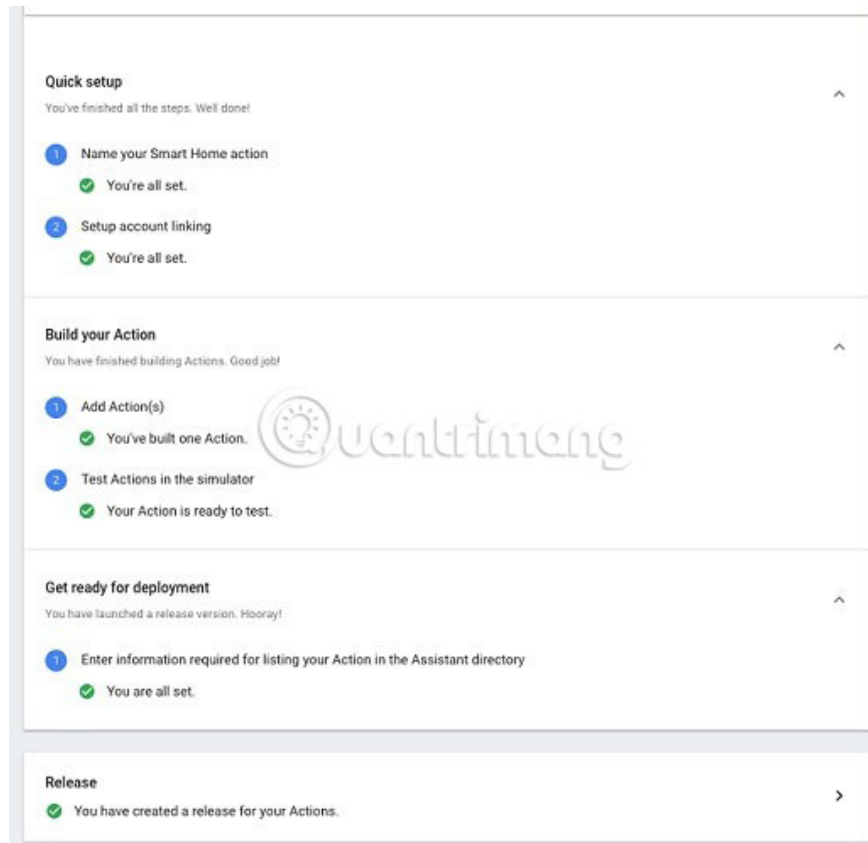 Quick setup
You've finished all the steps. Well done!
1 Name your Smart Home action
You're all set.
2 Setup account linking
You're all set.
Build your Action
You have finished building Actions. Good job!
1 Add Action(s)
You've built one Action.
Quantrimang
2 Test Actions in the simulator
Your Action is ready to test.
Get ready for deployment
You have launched a release version. Hooray!
1 Enter information required for listing your Action in the Assistant directory
You are all set.
Release
You have created a release for your Actions.